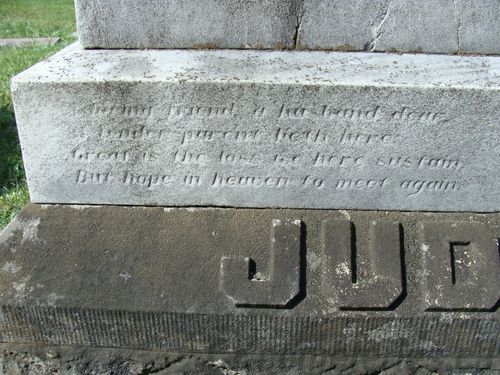 friend, a husband dear,
tender parent lieth here.
Great is the loss we here sustain,
But hope in heaven to meet again.
JUD